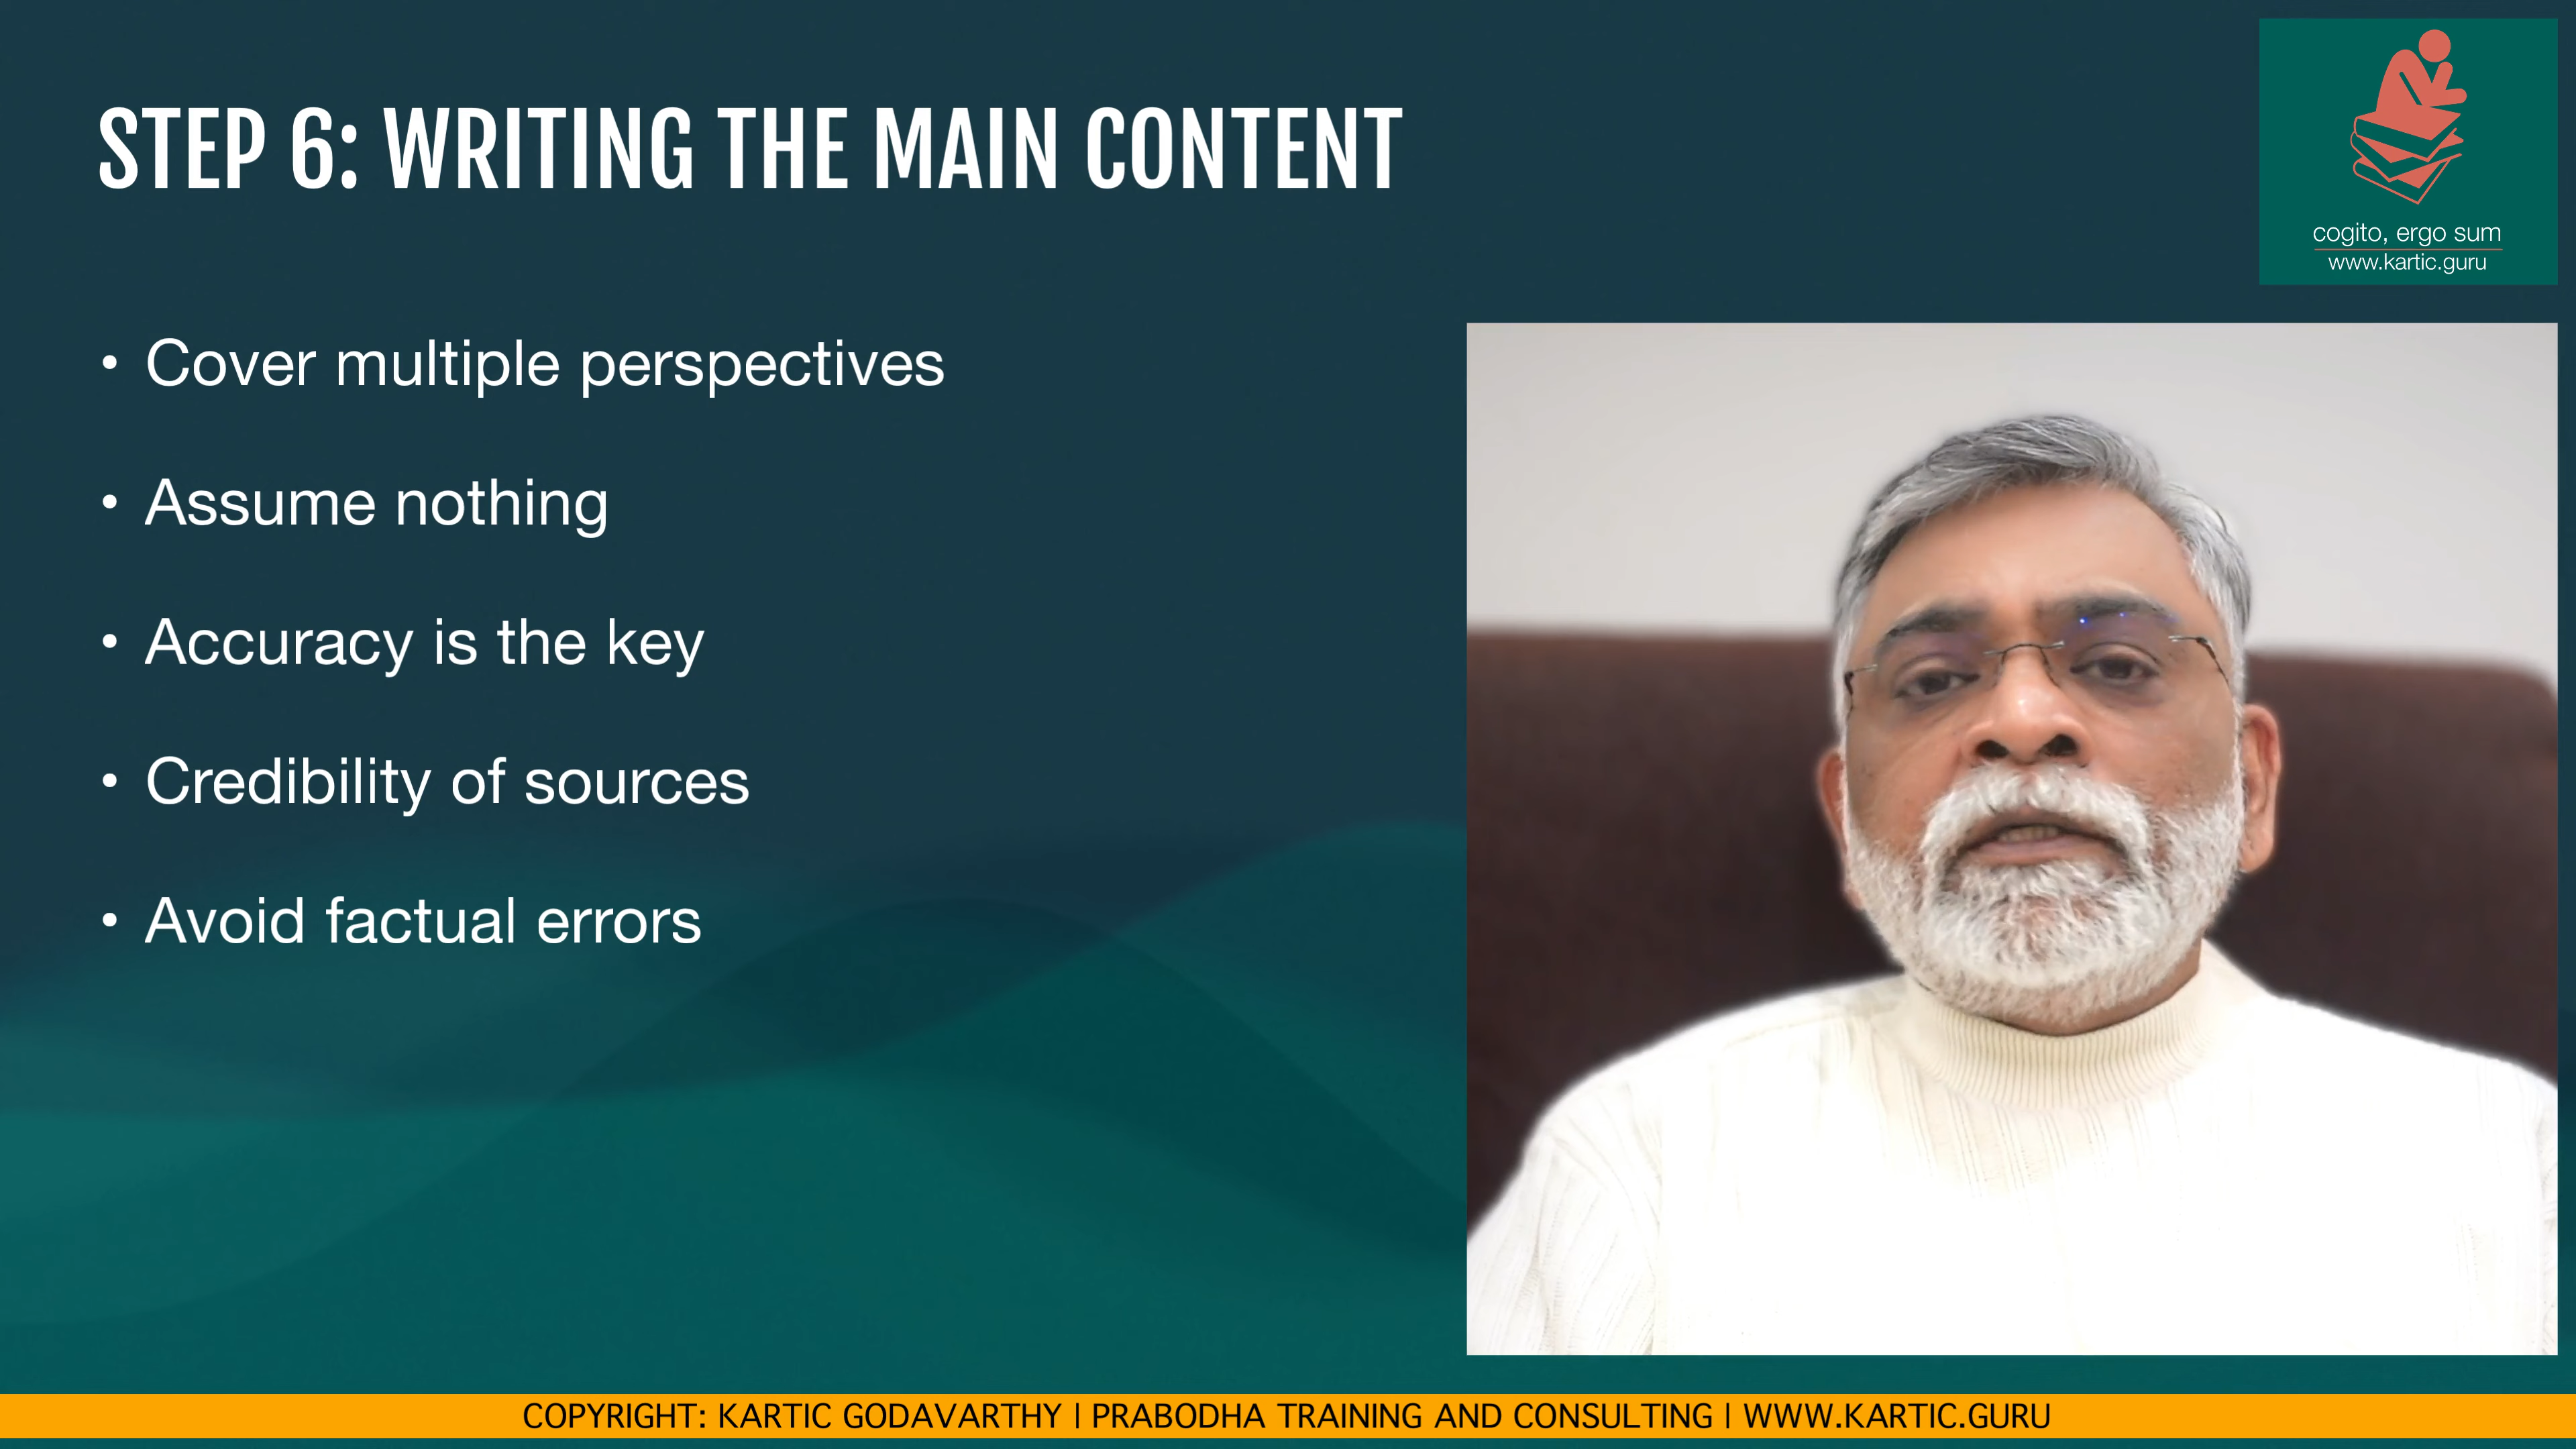 STEP 6: WRITING THE MAIN CONTENT
cogito, ergo sum
www.kartic.guru
• Cover multiple perspectives
• Assume nothing
• Accuracy is the key
• Credibility of sources
• Avoid factual errors
COPYRIGHT: KARTIC GODAVARTHY | PRABODHA TRAINING AND CONSULTING | WWW.KARTIC.GURU